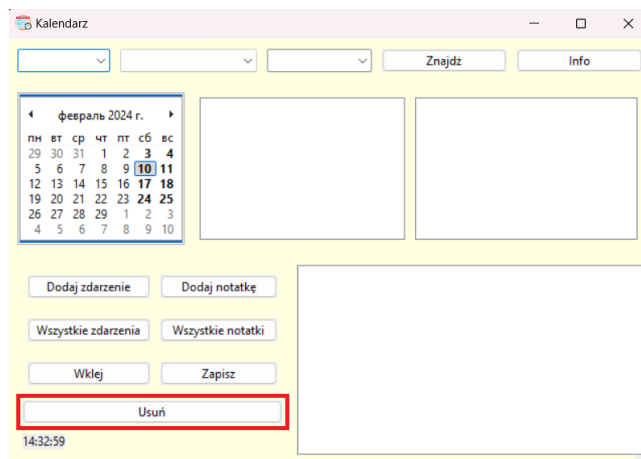 Kalendarz
Znajdż Info
февраль 2024 г.
пн вт ср чт пт сб вс
29 30 31 1 2 3 4
5 6 7 8 9 10 11
12 13 14 15 16 17 18
19 20 21 22 23 24 25
26 27 28 29 1 2 3
4 5 6 7 8 9 10
Dodaj zdarzenie Dodaj notatkę
Wszystkie zdarzenia Wszystkie notatki
Wklej Zapisz
Usuń
14:32:59